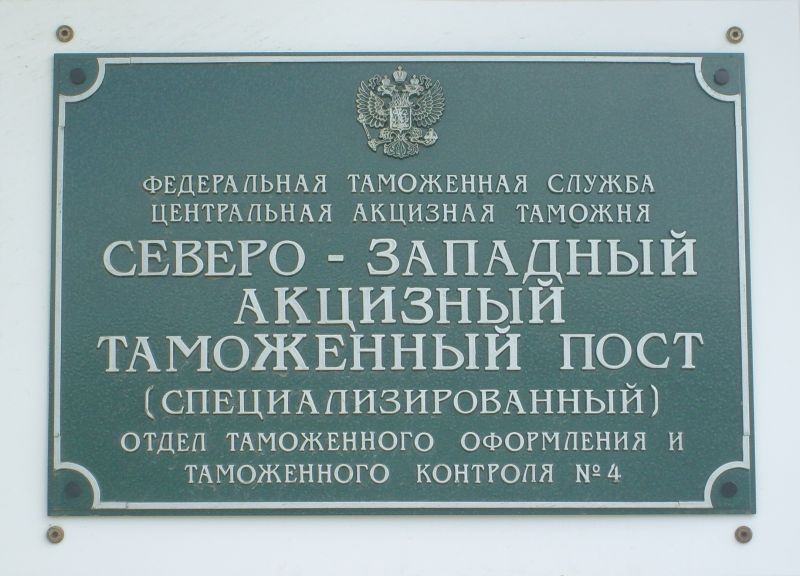 ФЕДЕРАЛЬНАЯ ТАМОЖЕННАЯ СЛУЖБА
ЦЕНТРАЛЬНАЯ АКЦИЗНАЯ ТАМОЖНЯ
СЕВЕРО - ЗАПАДНЫЙ
АКЦИЗНЫЙ
ТАМОЖЕННЫЙ ПОСТ
(СПЕЦИАЛИЗИРОВАННЫЙ)
ОТДЕЛ ТАМОЖЕННОГО ОФОРМЛЕНИЯ И
ТАМОЖЕННОГО КОНТРОЛЯ №4